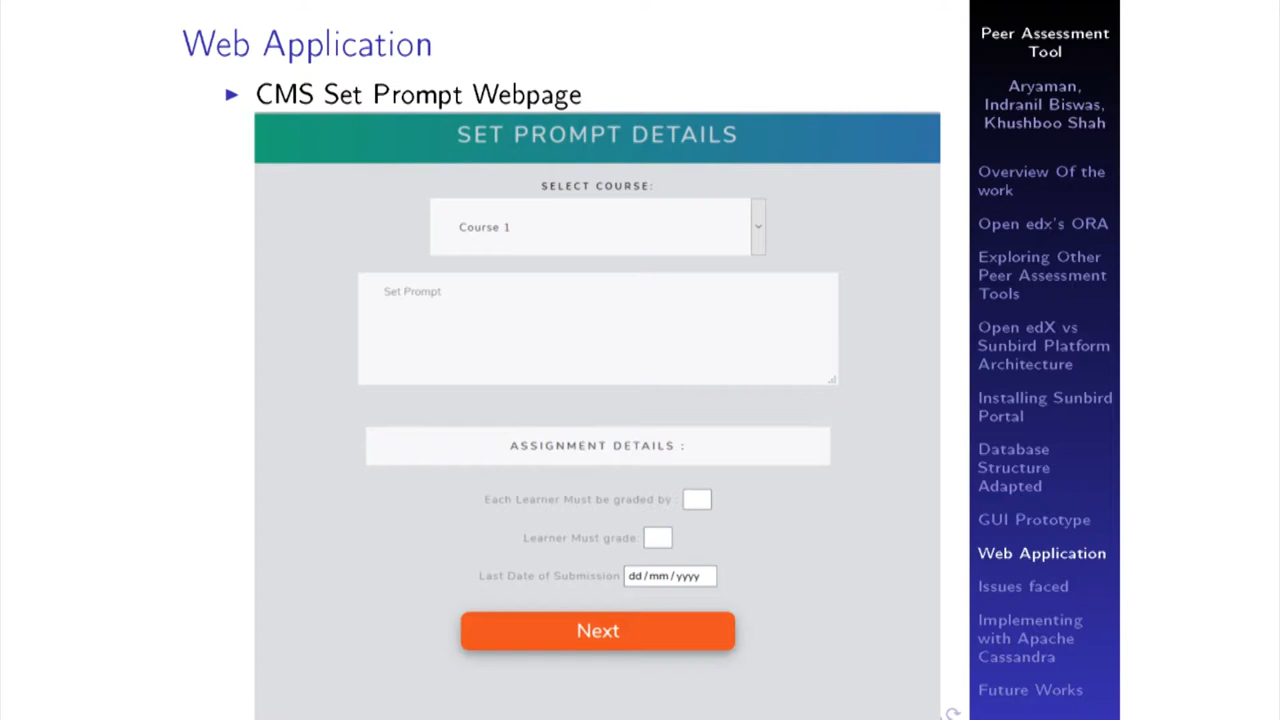 Web Application
CMS Set Prompt Webpage
SET PROMPT DETAILS
SELECT COURSE:
Course 1
Set Prompt
ASSIGNMENT DETAILS :
Each Learner Must be graded by :
Learner Must grade:
Last Date of Submission dd/mm/yyyy
Next
Peer Assessment
Tool
Aryaman,
Indranil Biswas,
Khushboo Shah
Overview Of the
work
Open edx's ORA
Exploring Other
Peer Assessment
Tools
Open edX vs
Sunbird Platform
Architecture
Installing Sunbird
Portal
Database
Structure
Adapted
GUI Prototype
Web Application
Issues faced
Implementing
with Apache
Cassandra
Future Works